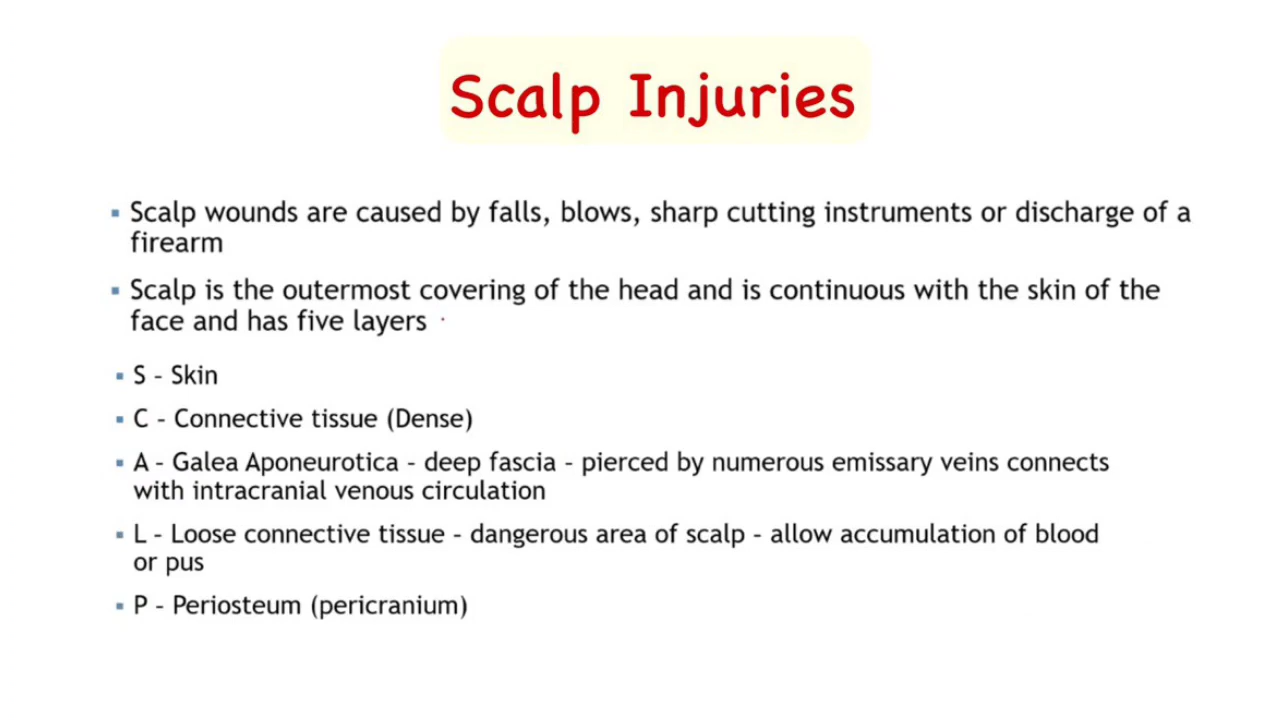 Scalp Injuries
▪ Scalp wounds are caused by falls, blows, sharp cutting instruments or discharge of a
firearm
▪ Scalp is the outermost covering of the head and is continuous with the skin of the
face and has five layers
▪ S – Skin
▪ C – Connective tissue (Dense)
▪ A – Galea Aponeurotica – deep fascia – pierced by numerous emissary veins connects
with intracranial venous circulation
▪ L – Loose connective tissue – dangerous area of scalp – allow accumulation of blood
or pus
▪ P – Periosteum (pericranium)